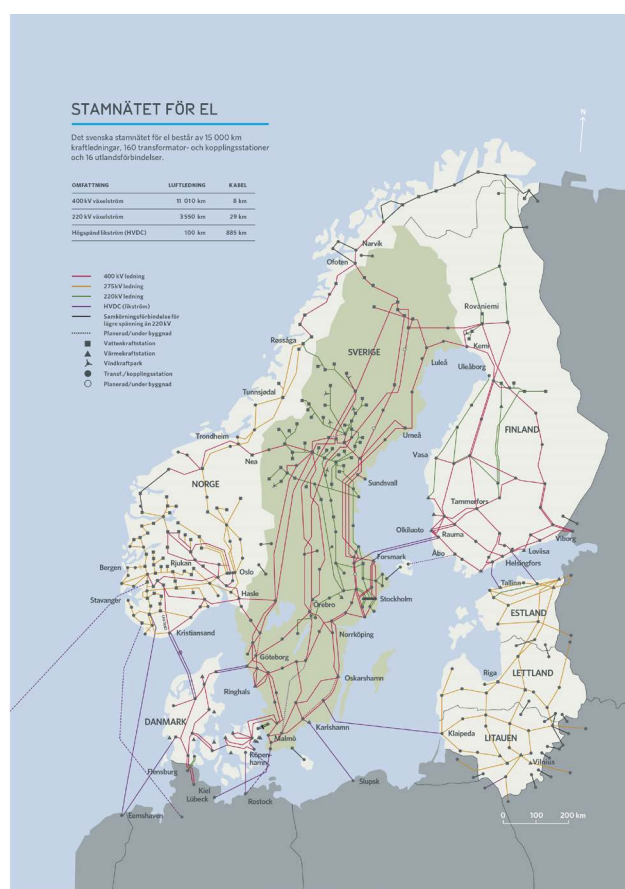 STAMNÄTET FÖR EL
Det svenska stamnätet för el består av 15 000 km
kraftledningar, 160 transformator- och kopplingsstationer
och 16 utlandsförbindelser.
OMFATTNING LUFTLEDNING KABEL
400 kV växelström 11 010 km 8 km
220 kV växelström 3 590 km 29 km
Högspänd likström (HVDC) 100 km 885 km
400 kV ledning
275 kV ledning
220 kV ledning
HVDC (likström)
Samkörningsförbindelse för
lägre spänning än 220 kV
Planerad/under byggnad
Vattenkraftstation
Värmekraftstation
Vindkraftpark
Transf./kopplingsstation
Planerad/under byggnad
N
Narvik
Ofoten
Rovaniemi
Røssåga
SVERIGE
Kemi
Luleå
Uleåborg
Tunnsjødal
FINLAND
Umeå
Trondheim
Vasa
Nea
NORGE
Sundsvall
Tammerfors
Olkiluoto
Rauma
Viborg
Forsmark
Åbo
Loviisa
Helsingfors
Rjukan
Oslo
Bergen
Tallinn
Hasle
Stavanger
Örebro
Stockholm
ESTLAND
Kristiansand
Norrköping
Göteborg
Riga
LETTLAND
Oskarshamn
Ringhals
DANMARK
Karlshamn
Klaipeda
LITAUEN
Malmö
Köpen-
hamn
Vilnius
Flensburg
Slupsk
Kiel
Lübeck
Rostock
Eemshaven
0 100 200 km